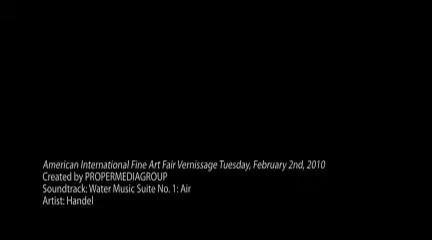 American International Fine Art Fair Vernissage Tuesday, February 2nd, 2010
Created by PROPERMEDIAGROUP
Soundtrack: Water Music Suite No. 1: Air
Artist: Handel